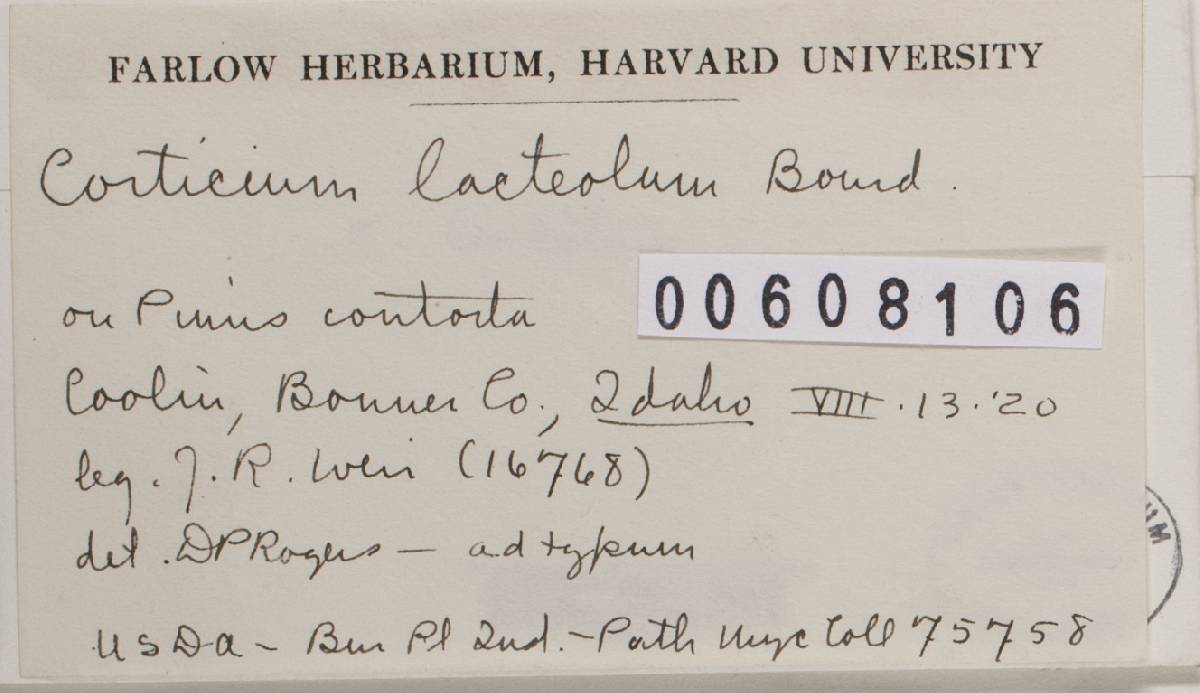 FARLOW HERBARIUM, HARVARD UNIVERSITY
Corticium lacteolum Bourd.
on Pinus contorta
00608106
Coolin, Bonner Co., Idaho VIII.13.'20
leg. J.R. Weir (16768)
det. DPRogers — ad typum
USDA - Bur Pl Ind. - Path Myc Coll 75758
UM